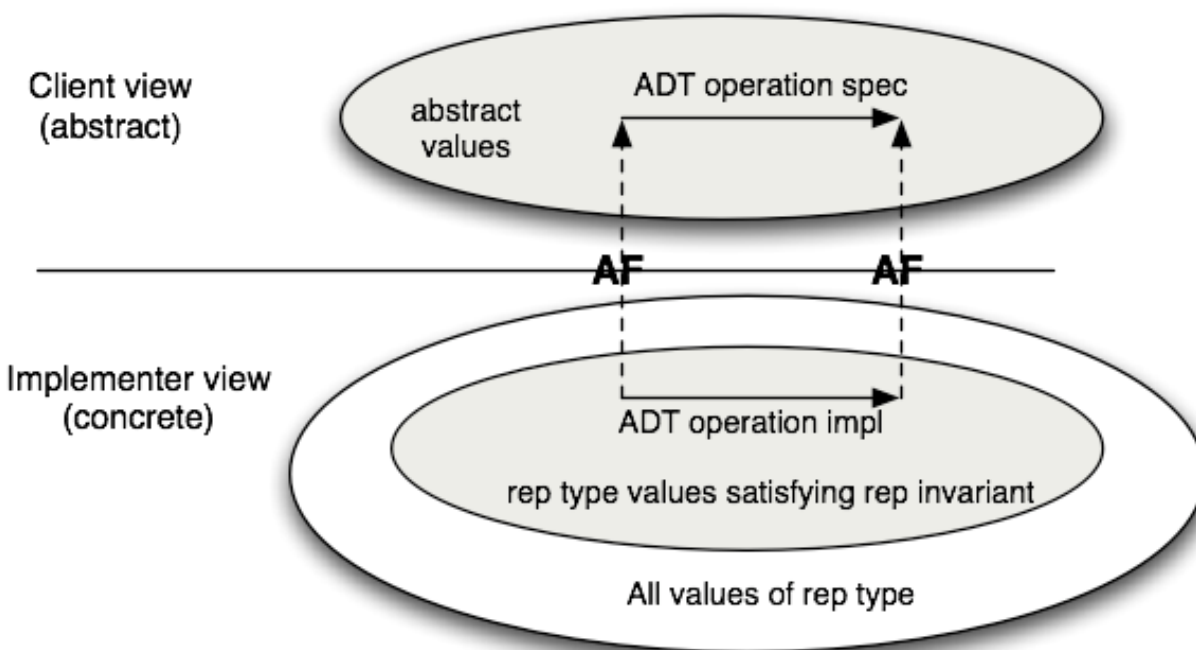 Client view
(abstract)
abstract
values
ADT operation spec
AF
AF
Implementer view
(concrete)
ADT operation impl
rep type values satisfying rep invariant
All values of rep type